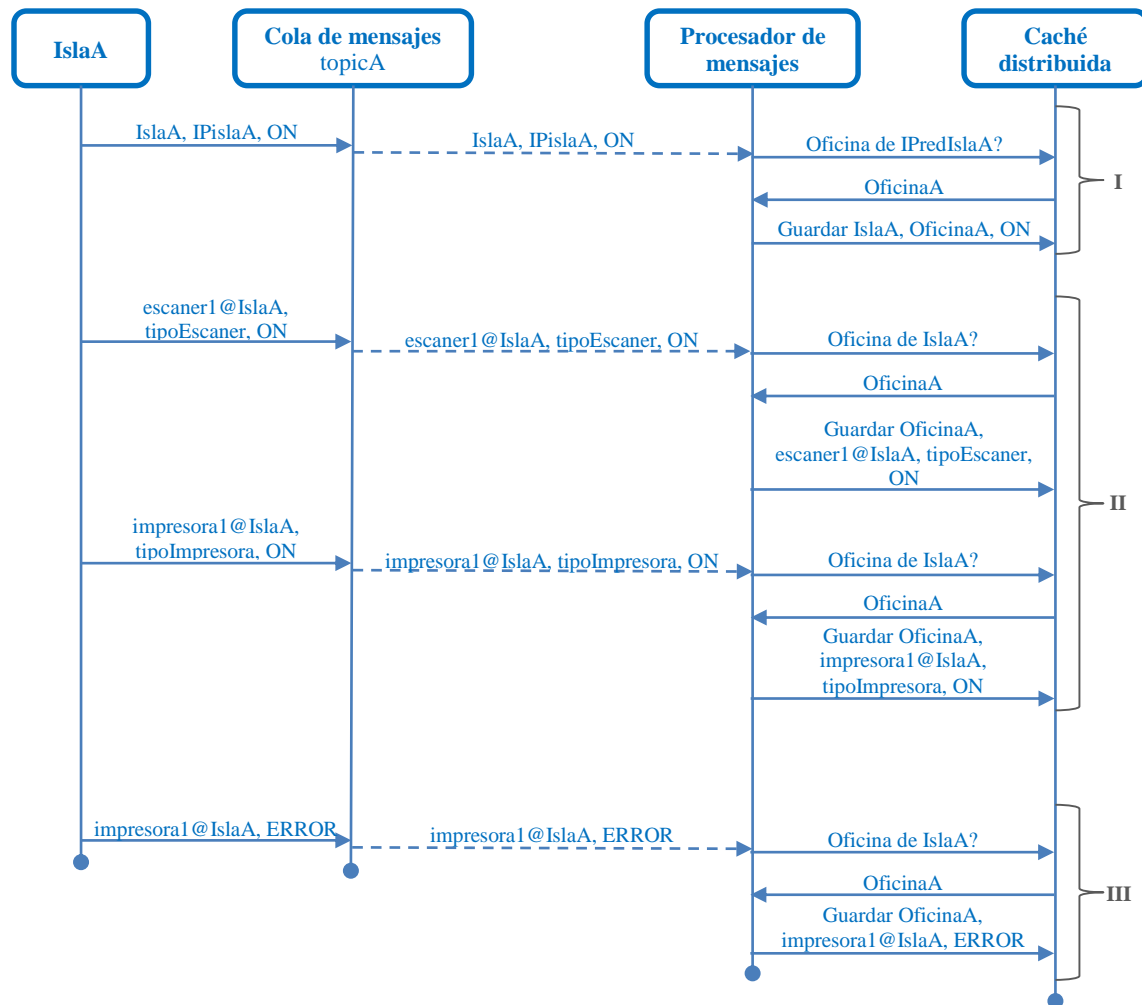 IslaA
Cola de mensajes
topicA
Procesador de
mensajes
Caché
distribuida
IslaA, IPislaA, ON
IslaA, IPislaA, ON
Oficina de IPredIslaA?
OficinaA
Guardar IslaA, OficinaA, ON
I
escaner1@IslaA,
tipoEscaner, ON
escaner1@IslaA, tipoEscaner, ON
Oficina de IslaA?
OficinaA
Guardar OficinaA,
escaner1@IslaA, tipoEscaner,
ON
II
impresora1@IslaA,
tipoImpresora, ON
impresora1@IslaA, tipoImpresora, ON
Oficina de IslaA?
OficinaA
Guardar OficinaA,
impresora1@IslaA,
tipoImpresora, ON
impresora1@IslaA, ERROR
impresora1@IslaA, ERROR
Oficina de IslaA?
OficinaA
Guardar OficinaA,
impresora1@IslaA, ERROR
III